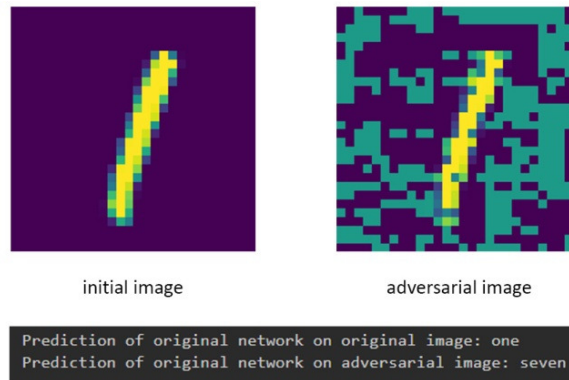 initial image
adversarial image
Prediction of original network on original image: one
Prediction of original network on adversarial image: seven